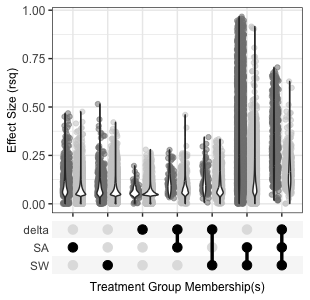 1.00
0.75
0.50
0.25
0.00
Effect Size (rsq)
delta
SA
SW
Treatment Group Membership(s)